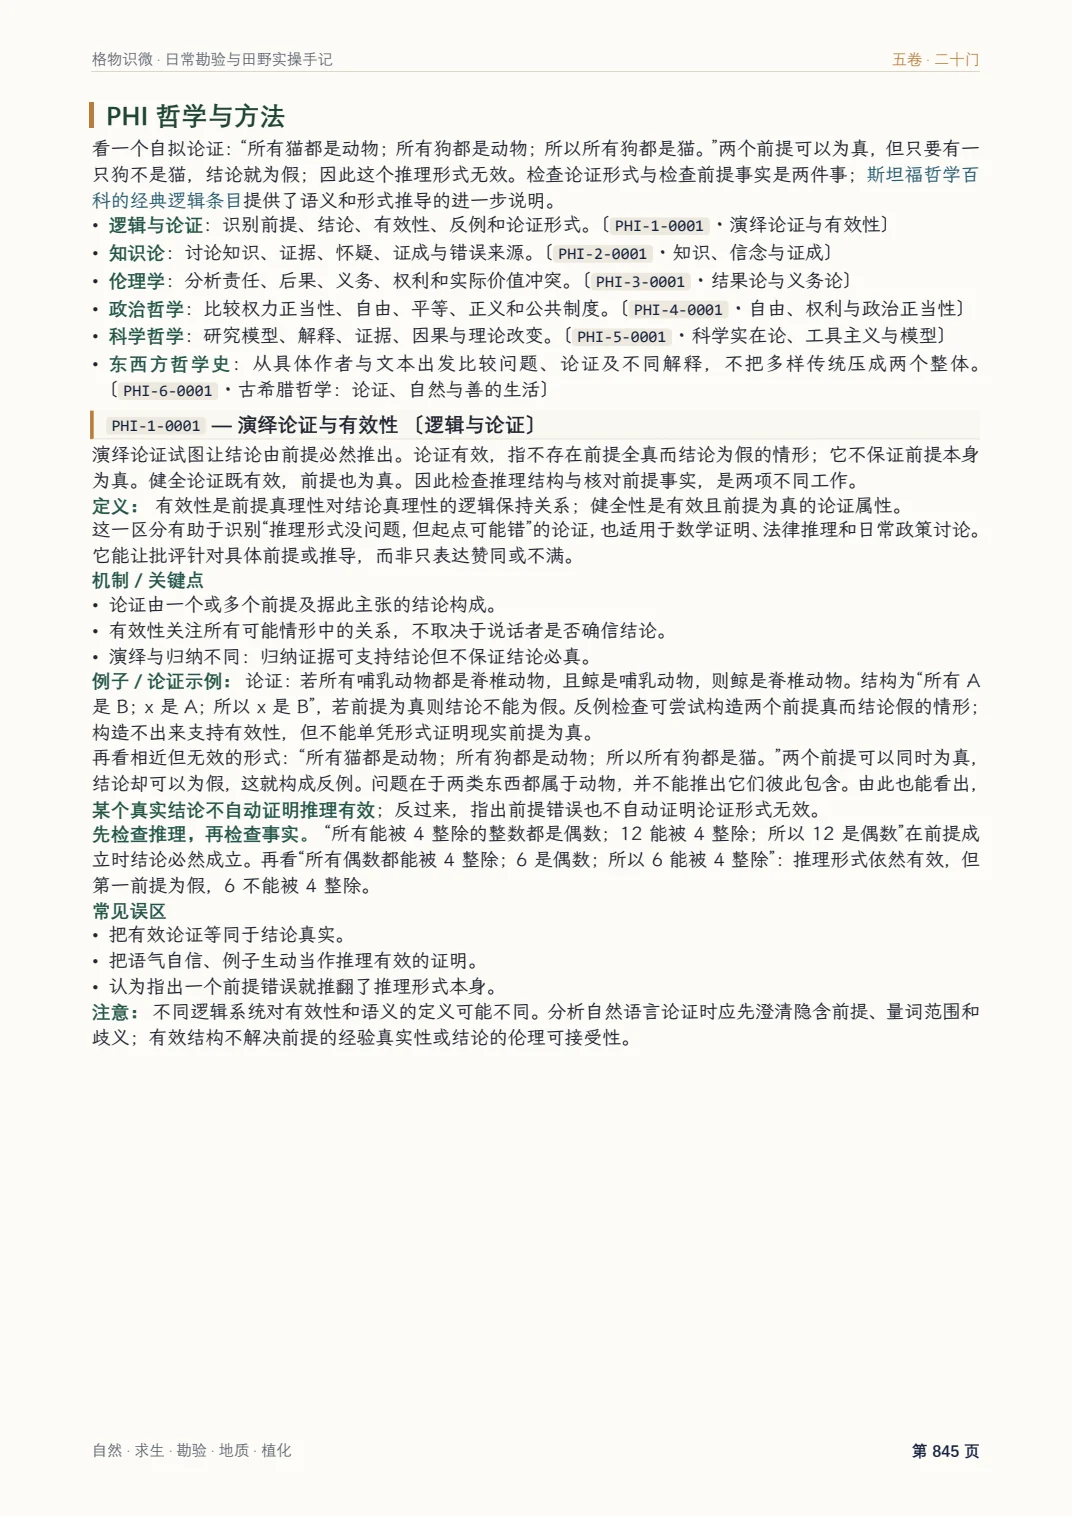 格物识微 · 日常勘验与田野实操手记
五卷 · 二十门
PHI 哲学与方法
看一个自拟论证：“所有猫都是动物；所有狗都是动物；所以所有狗都是猫。”两个前提可以为真，但只要有一
只狗不是猫，结论就为假；因此这个推理形式无效。检查论证形式与检查前提事实是两件事；斯坦福哲学百
科的经典逻辑条目提供了语义和形式推导的进一步说明。
• 逻辑与论证：识别前提、结论、有效性、反例和论证形式。〔PHI-1-0001・演绎论证与有效性〕
• 知识论：讨论知识、证据、怀疑、证成与错误来源。〔PHI-2-0001・知识、信念与证成〕
• 伦理学：分析责任、后果、义务、权利和实际价值冲突。〔PHI-3-0001・结果论与义务论〕
• 政治哲学：比较权力正当性、自由、平等、正义和公共制度。〔PHI-4-0001・自由、权利与政治正当性〕
• 科学哲学：研究模型、解释、证据、因果与理论改变。〔PHI-5-0001・科学实在论、工具主义与模型〕
• 东西方哲学史：从具体作者与文本出发比较问题、论证及不同解释，不把多样传统压成两个整体。
〔PHI-6-0001・古希腊哲学：论证、自然与善的生活〕
PHI-1-0001 — 演绎论证与有效性 〔逻辑与论证〕
演绎论证试图让结论由前提必然推出。论证有效，指不存在前提全真而结论为假的情形；它不保证前提本身
为真。健全论证既有效，前提也为真。因此检查推理结构与核对前提事实，是两项不同工作。
定义： 有效性是前提真理性对结论真理性的逻辑保持关系；健全性是有效且前提为真的论证属性。
这一区分有助于识别“推理形式没问题，但起点可能错”的论证，也适用于数学证明、法律推理和日常政策讨论。
它能让批评针对具体前提或推导，而非只表达赞同或不满。
机制 / 关键点
• 论证由一个或多个前提及据此主张的结论构成。
• 有效性关注所有可能情形中的关系，不取决于说话者是否确信结论。
• 演绎与归纳不同：归纳证据可支持结论但不保证结论必真。
例子 / 论证示例： 论证：若所有哺乳动物都是脊椎动物，且鲸是哺乳动物，则鲸是脊椎动物。结构为“所有 A
是 B；x 是 A；所以 x 是 B”，若前提为真则结论不能为假。反例检查可尝试构造两个前提真而结论假的情形；
构造不出来支持有效性，但不能单凭形式证明现实前提为真。
再看相近但无效的形式：“所有猫都是动物；所有狗都是动物；所以所有狗都是猫。”两个前提可以同时为真，
结论却可以为假，这就构成反例。问题在于两类东西都属于动物，并不能推出它们彼此包含。由此也能看出，
某个真实结论不自动证明推理有效；反过来，指出前提错误也不自动证明论证形式无效。
先检查推理，再检查事实。 “所有能被 4 整除的整数都是偶数；12 能被 4 整除；所以 12 是偶数”在前提成
立时结论必然成立。再看“所有偶数都能被 4 整除；6 是偶数；所以 6 能被 4 整除”：推理形式依然有效，但
第一前提为假，6 不能被 4 整除。
常见误区
• 把有效论证等同于结论真实。
• 把语气自信、例子生动当作推理有效的证明。
• 认为指出一个前提错误就推翻了推理形式本身。
注意： 不同逻辑系统对有效性和语义的定义可能不同。分析自然语言论证时应先澄清隐含前提、量词范围和
歧义；有效结构不解决前提的经验真实性或结论的伦理可接受性。
自然 · 求生 · 勘验 · 地质 · 植化
第 845 页